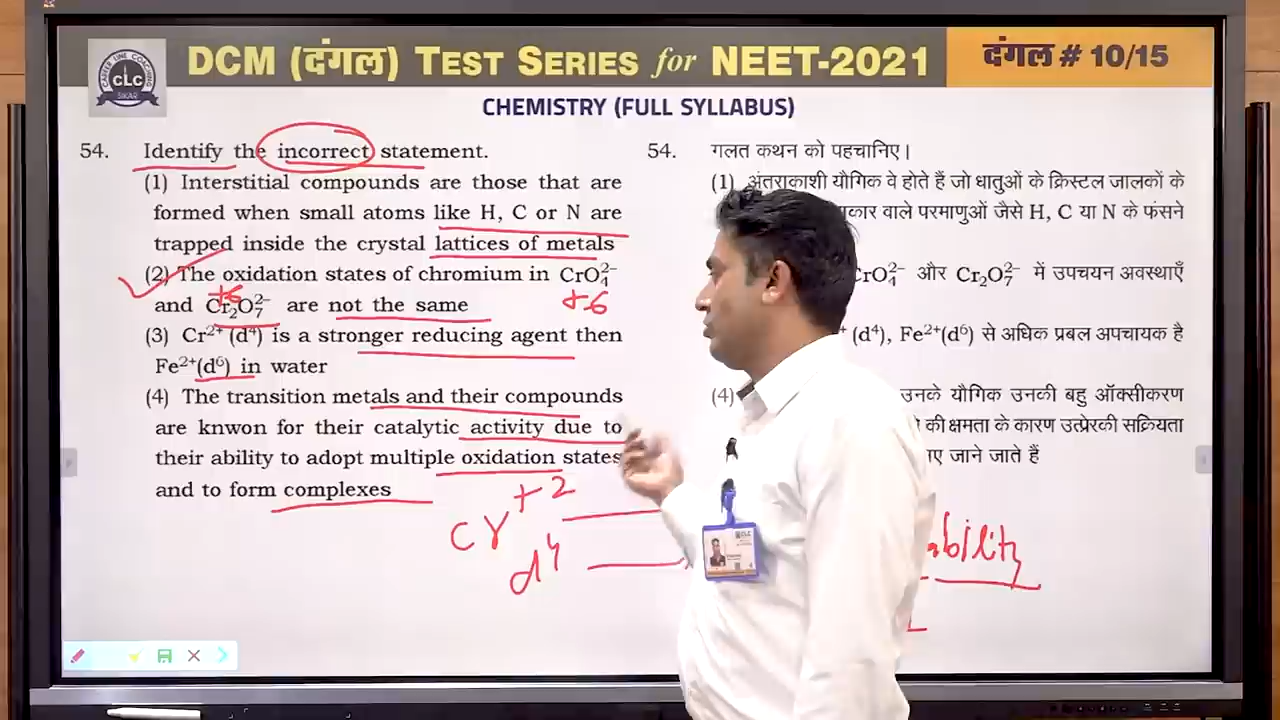 DCM (दंगल) TEST SERIES for NEET-2021
दंगल # 10/15
CLC
SIKAR
CHEMISTRY (FULL SYLLABUS)
54. Identify the incorrect statement.
(1) Interstitial compounds are those that are
formed when small atoms like H, C or N are
trapped inside the crystal lattices of metals
(2) The oxidation states of chromium in CrO₄²⁻
and Cr₂O₇²⁻ are not the same
+6
+6
(3) Cr²⁺ (d⁴) is a stronger reducing agent then
Fe²⁺(d⁶) in water
(4) The transition metals and their compounds
are knwon for their catalytic activity due to
their ability to adopt multiple oxidation states
and to form complexes
Cr⁺²
d⁴
54. गलत कथन को पहचानिए।
(1) अंतराकाशी यौगिक वे होते हैं जो धातुओं के क्रिस्टल जालकों के
आकार वाले परमाणुओं जैसे H, C या N के फंसने
CrO₄²⁻ और Cr₂O₇²⁻ में उपचयन अवस्थाएँ
(d⁴), Fe²⁺(d⁶) से अधिक प्रबल अपचायक है
(4) उनके यौगिक उनकी बहु ऑक्सीकरण
की क्षमता के कारण उत्प्रेरकी सक्रियता
जाने जाते हैं
ability